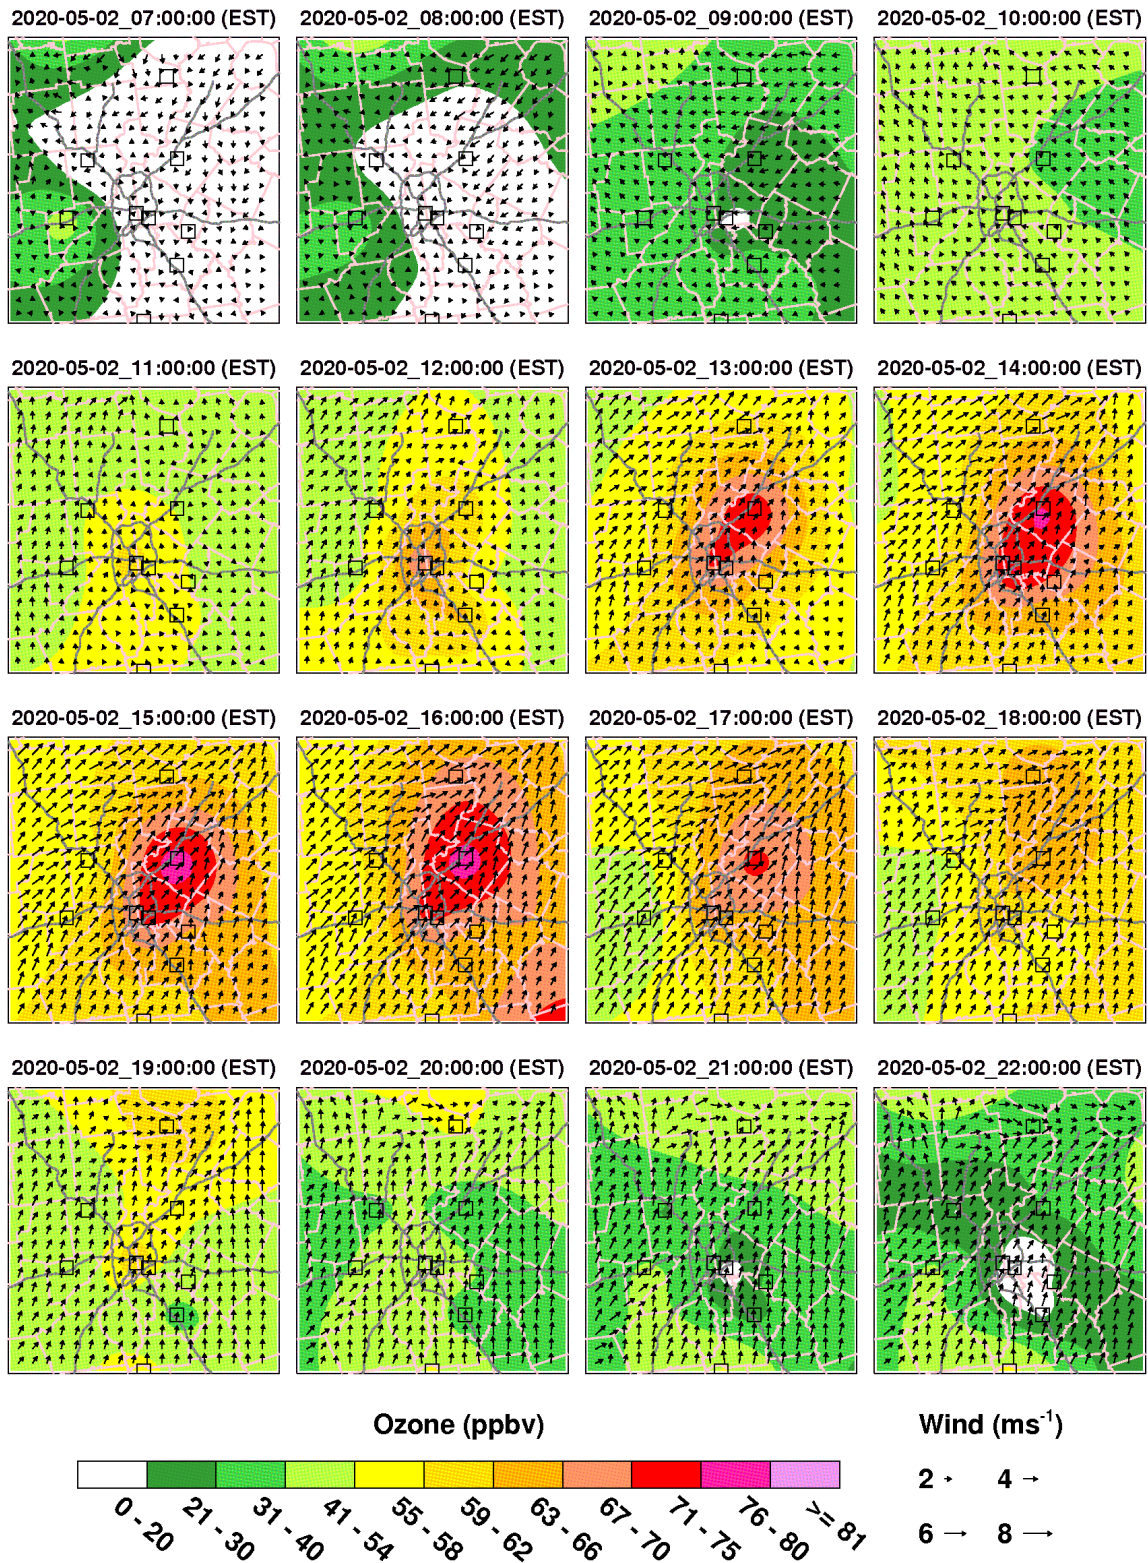 2020-05-02_07:00:00 (EST) 2020-05-02_08:00:00 (EST) 2020-05-02_09:00:00 (EST) 2020-05-02_10:00:00 (EST)
2020-05-02_11:00:00 (EST) 2020-05-02_12:00:00 (EST) 2020-05-02_13:00:00 (EST) 2020-05-02_14:00:00 (EST)
2020-05-02_15:00:00 (EST) 2020-05-02_16:00:00 (EST) 2020-05-02_17:00:00 (EST) 2020-05-02_18:00:00 (EST)
2020-05-02_19:00:00 (EST) 2020-05-02_20:00:00 (EST) 2020-05-02_21:00:00 (EST) 2020-05-02_22:00:00 (EST)
Ozone (ppbv) Wind (ms⁻¹)
0 - 20 21 - 30 31 - 40 41 - 54 55 - 58 59 - 62 63 - 66 67 - 70 71 - 75 76 - 80 >= 81
2 4
6 8